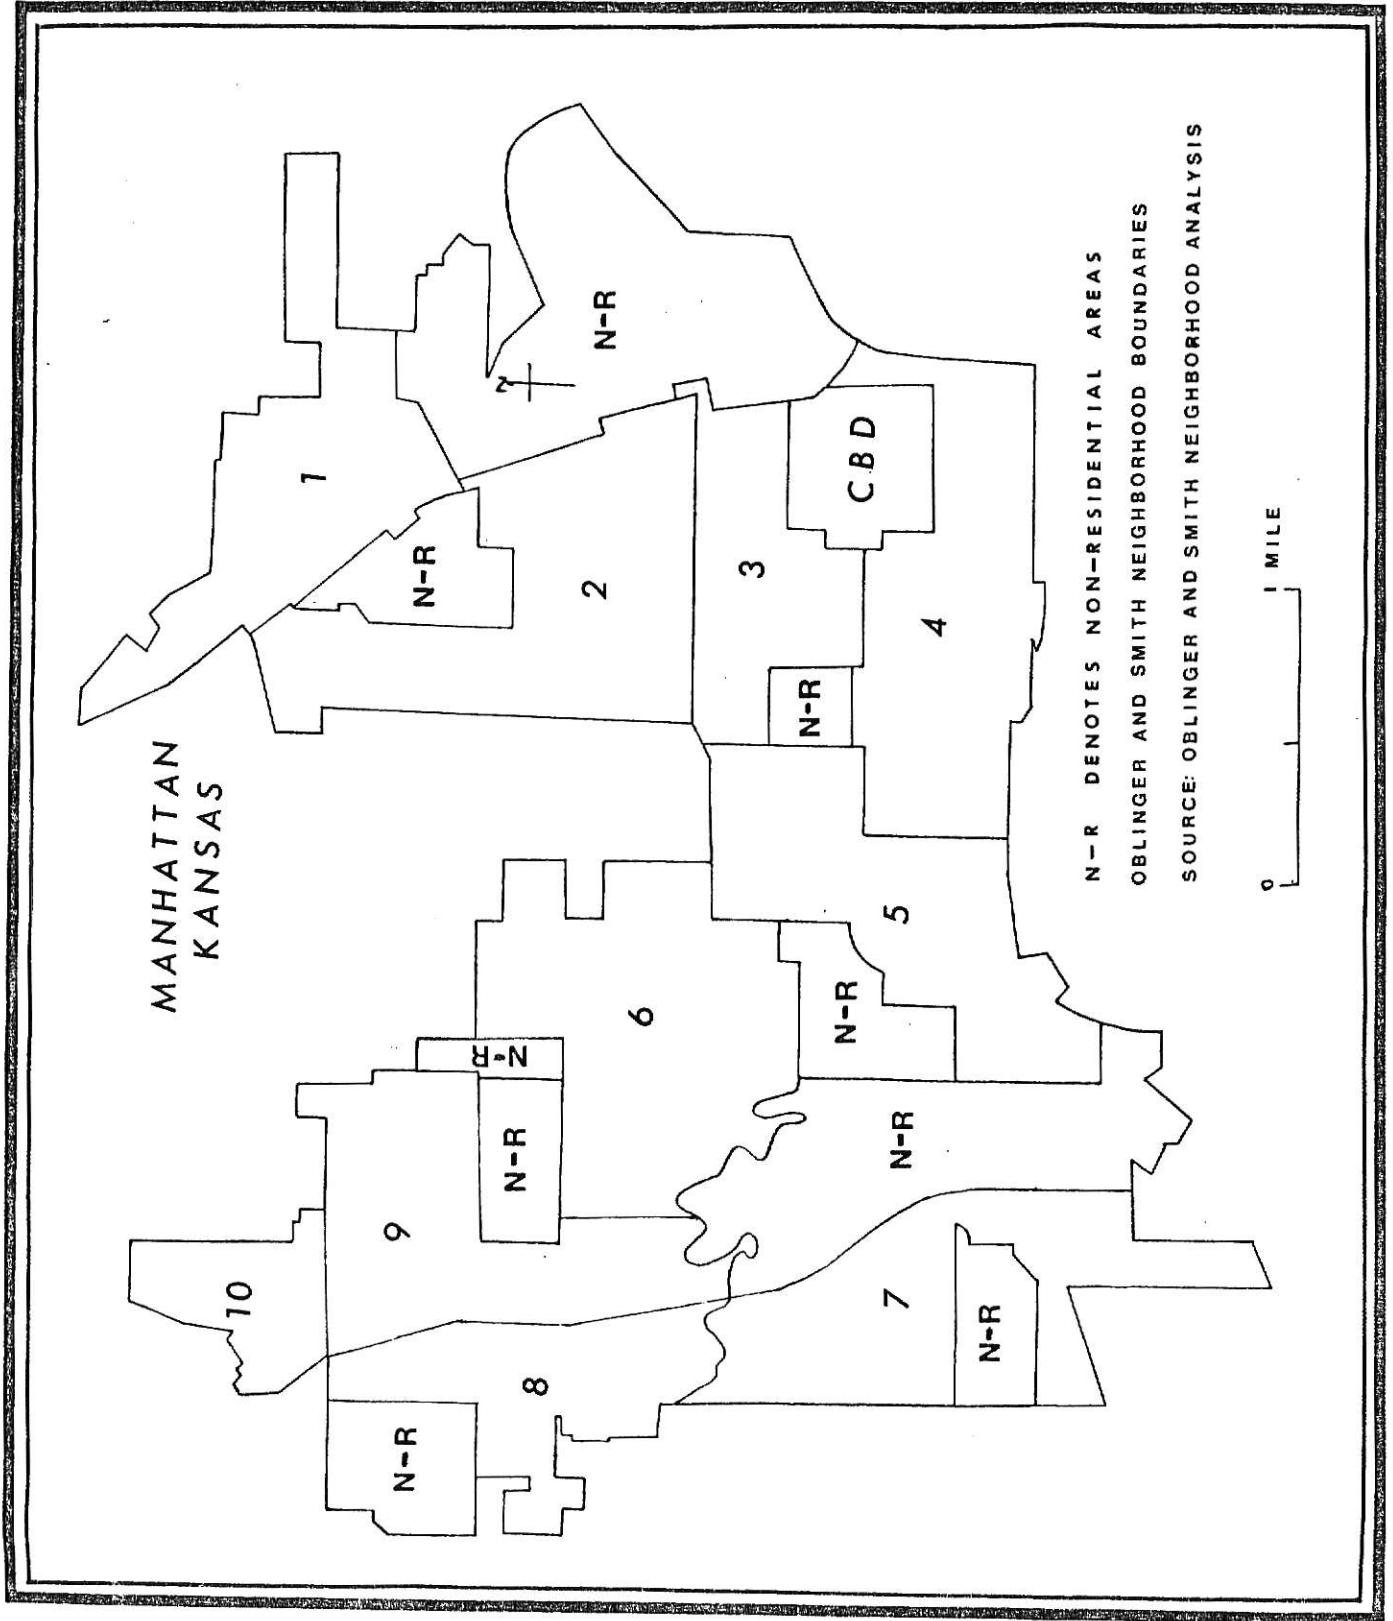 MANHATTAN
KANSAS
10
N-R
9
N-R
8
N-R
N-R
6
7
N-R
N-R
N-R
5
1
N-R
2
N
N-R
3
N-R
CBD
4
N-R DENOTES NON-RESIDENTIAL AREAS
OBLINGER AND SMITH NEIGHBORHOOD BOUNDARIES
SOURCE: OBLINGER AND SMITH NEIGHBORHOOD ANALYSIS
0 1 MILE